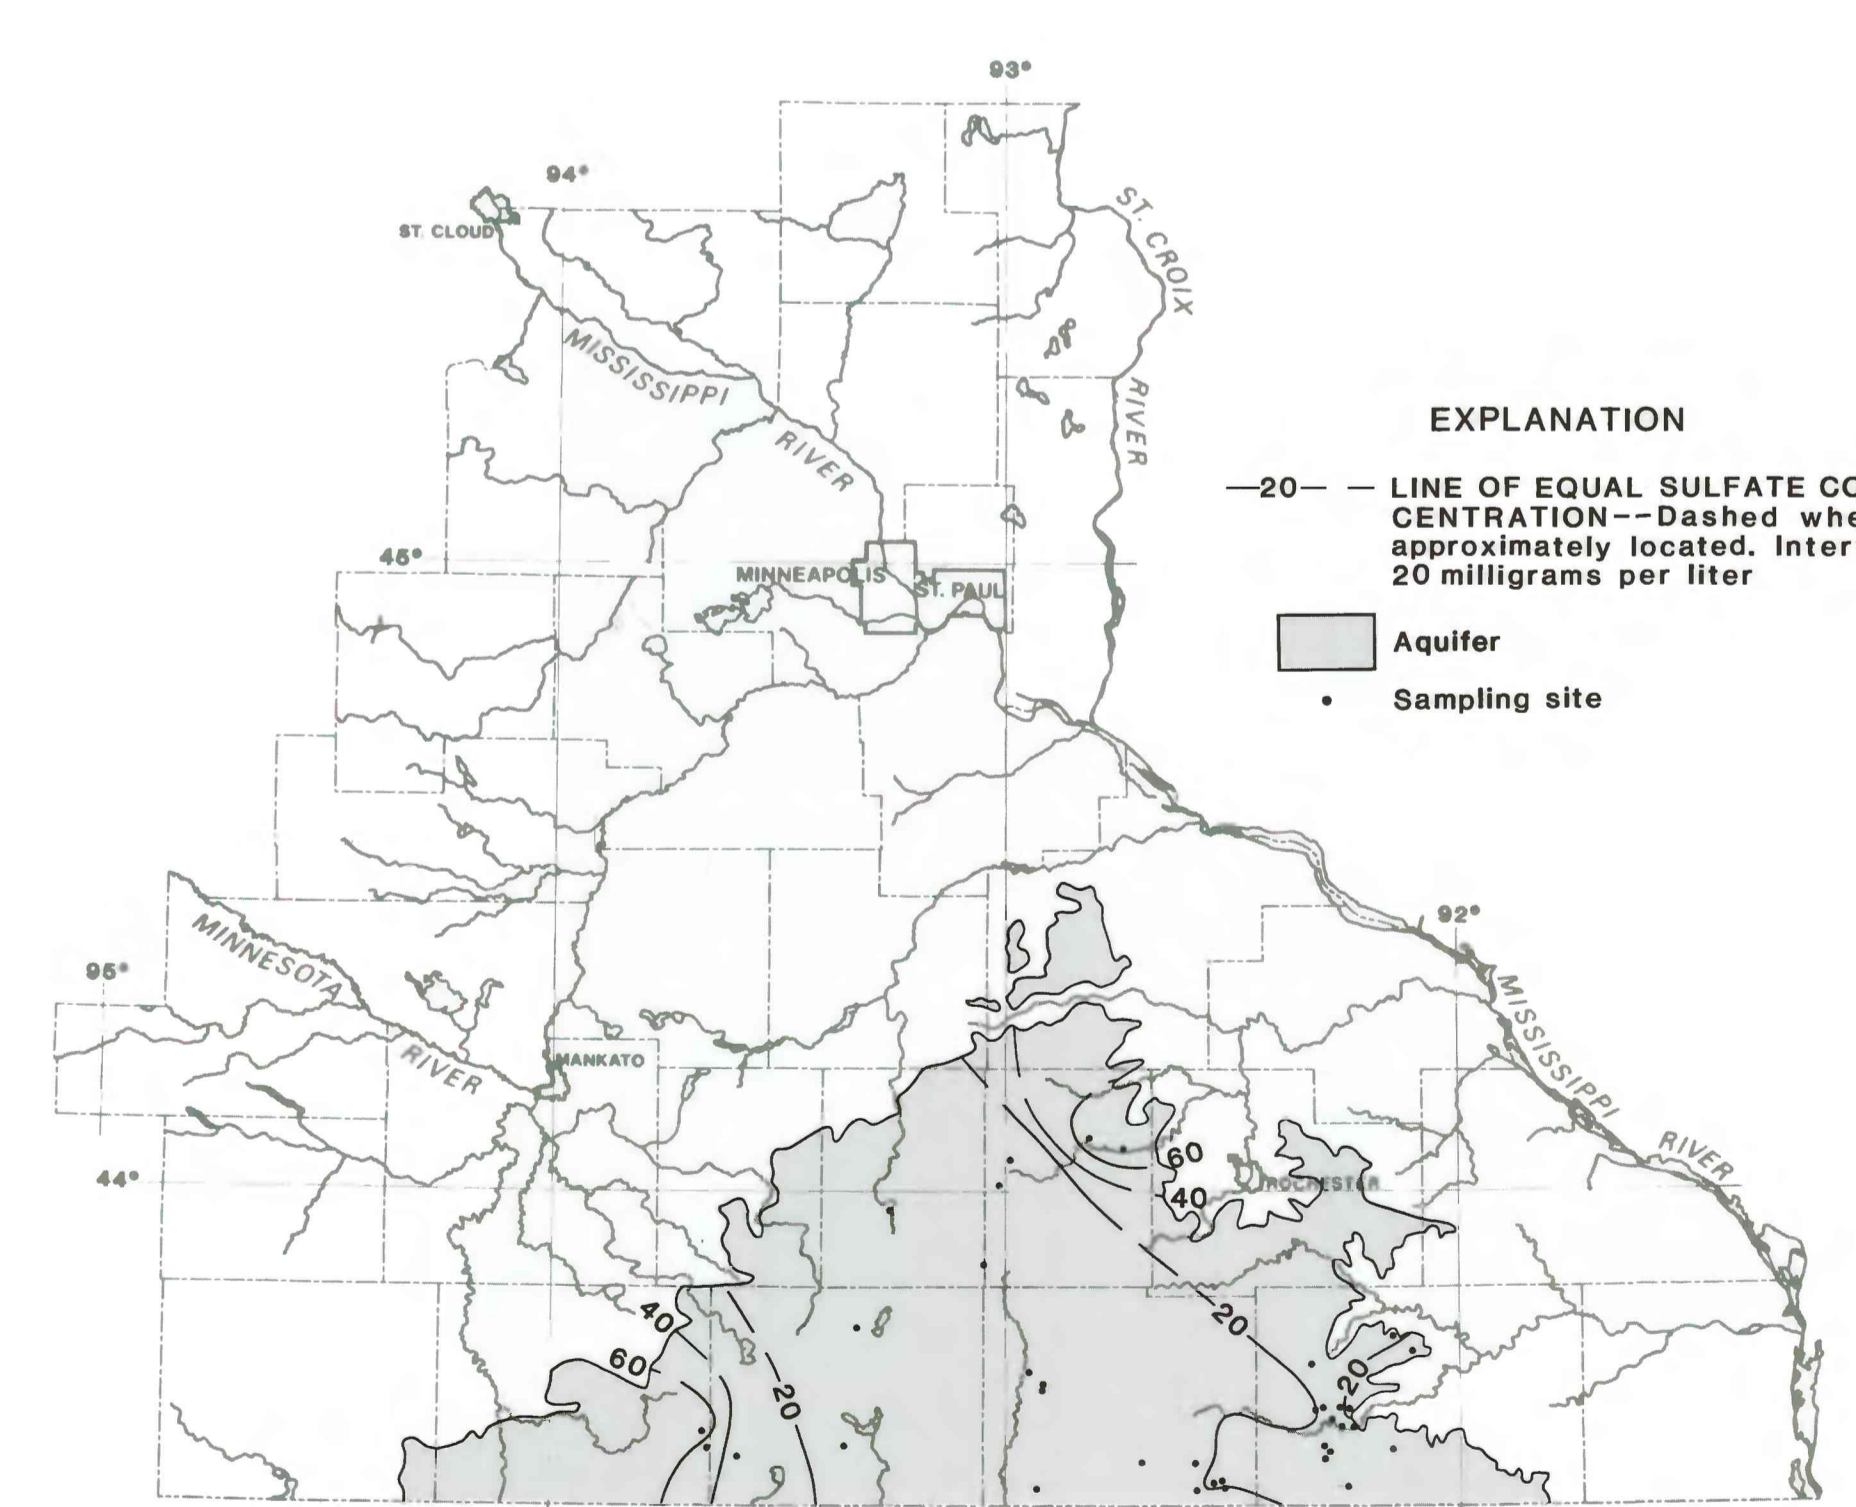 93°
94°
ST. CLOUD
ST. CROIX
RIVER
MISSISSIPPI
RIVER
EXPLANATION
—20— — LINE OF EQUAL SULFATE CO
CENTRATION--Dashed whe
approximately located. Inter
20 milligrams per liter
Aquifer
Sampling site
45°
MINNEAPOLIS
ST. PAUL
92°
MINNESOTA
RIVER
95°
MISSISSIPPI
RIVER
MANKATO
44°
60
40
ROCHESTER
40
60
20
20
20